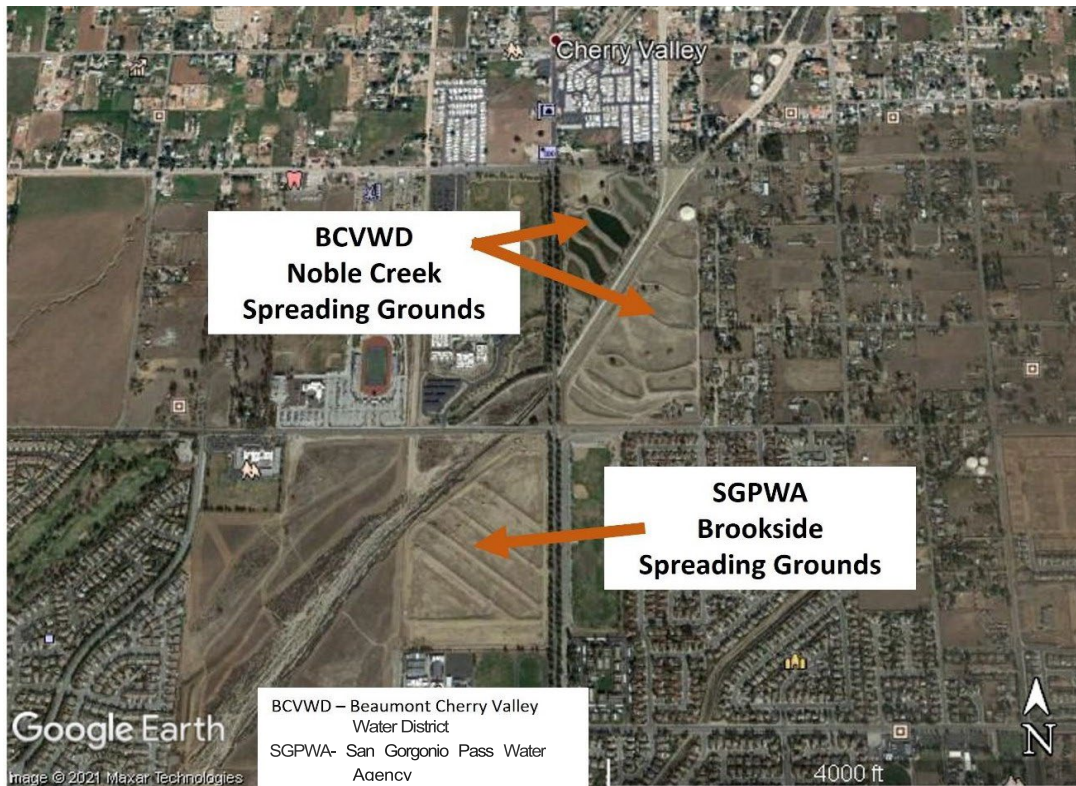 Cherry Valley
BCVWD
Noble Creek
Spreading Grounds
SGPWA
Brookside
Spreading Grounds
BCVWD – Beaumont Cherry Valley
Water District
SGPWA- San Gorgonio Pass Water
Agency
Google Earth
Image © 2021 Maxar Technologies
4000 ft
N